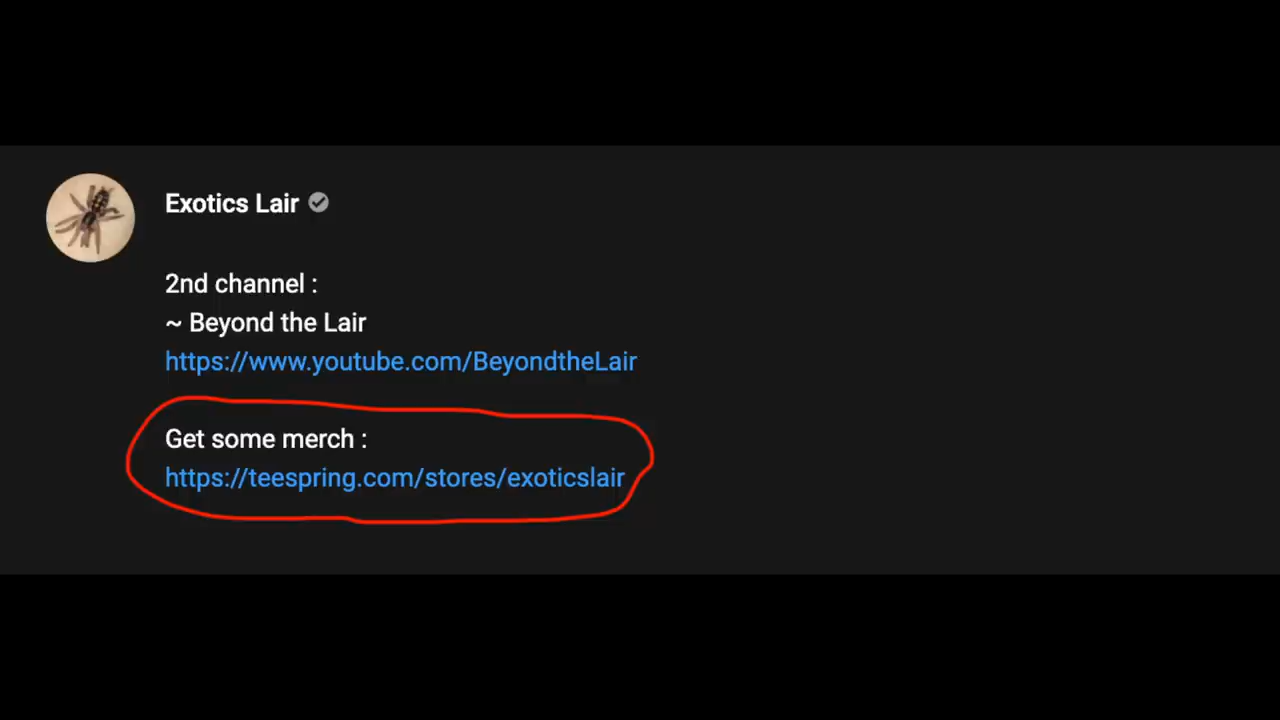 Exotics Lair
2nd channel :
~ Beyond the Lair
https://www.youtube.com/BeyondtheLair
Get some merch :
https://teespring.com/stores/exoticslair